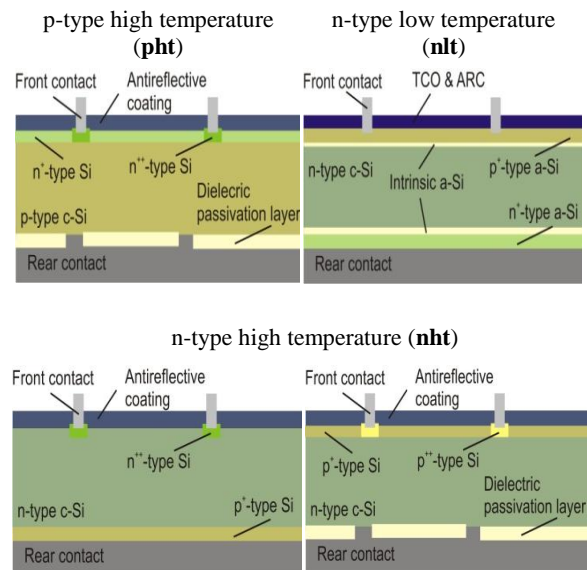 p-type high temperature
(pht)
n-type low temperature
(nlt)
Front contact
Antireflective
coating
n⁺-type Si
n⁺⁺-type Si
p-type c-Si
Dielecric
passivation layer
Rear contact
Front contact
TCO & ARC
n-type c-Si
p⁺-type a-Si
Intrinsic a-Si
n⁺-type a-Si
Rear contact
n-type high temperature (nht)
Front contact
Antireflective
coating
n⁺⁺-type Si
n-type c-Si
p⁺-type Si
Rear contact
Front contact
Antireflective
coating
p⁺-type Si
p⁺⁺-type Si
n-type c-Si
Dielectric
passivation layer
Rear contact